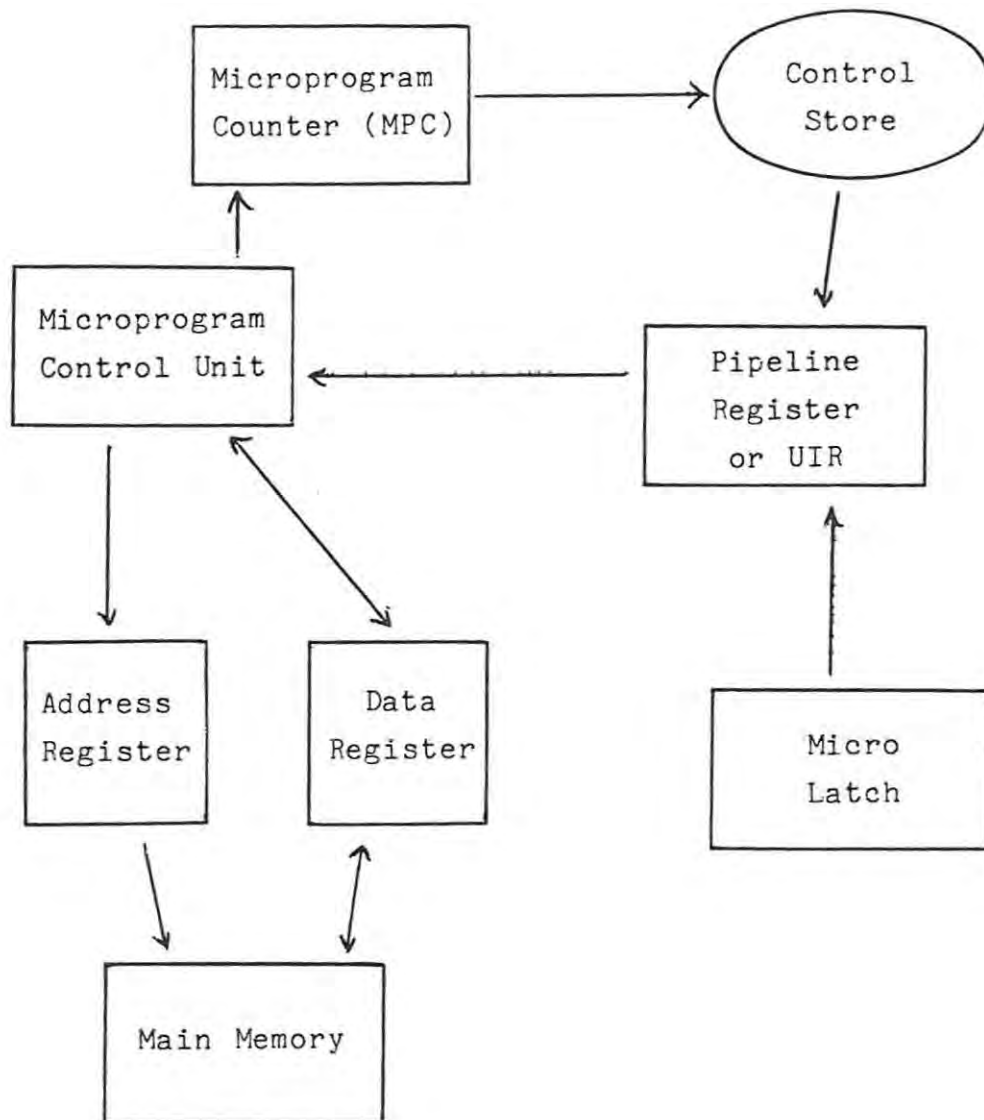 Microprogram
Counter (MPC)
Control
Store
Microprogram
Control Unit
Pipeline
Register
or UIR
Address
Register
Data
Register
Micro
Latch
Main Memory